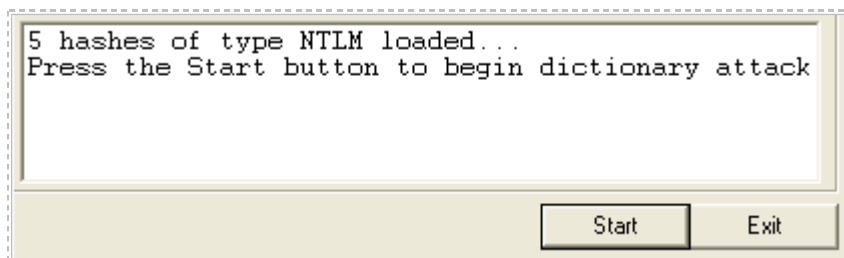 5 hashes of type NTLM loaded...
Press the Start button to begin dictionary attack
Start Exit